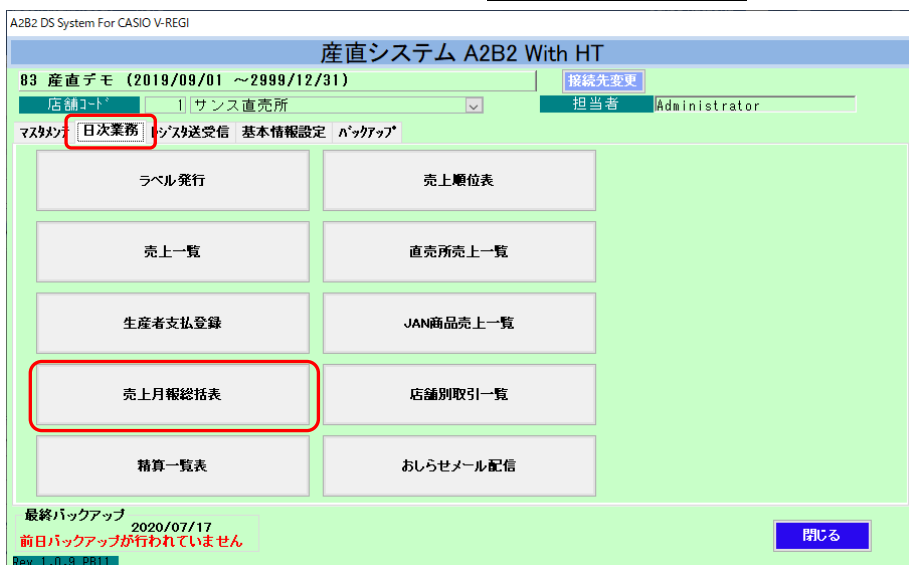 A2B2 DS System For CASIO V-REGI
産直システム A2B2 With HT
83 産直デモ (2019/09/01 ～2999/12/31)
接続先変更
店舗ｺｰﾄﾞ 1 サンス直売所
担当者 Administrator
ﾏｽﾀﾒﾝﾃ 日次業務 ﾚｼﾞｽﾀ送受信 基本情報設定 ﾊﾞｯｸｱｯﾌﾟ
ラベル発行 売上順位表
売上一覧 直売所売上一覧
生産者支払登録 JAN商品売上一覧
売上月報総括表 店舗別取引一覧
精算一覧表 おしらせメール配信
最終バックアップ
2020/07/17
前日バックアップが行われていません
閉じる
Rev 1.0.9 PB11